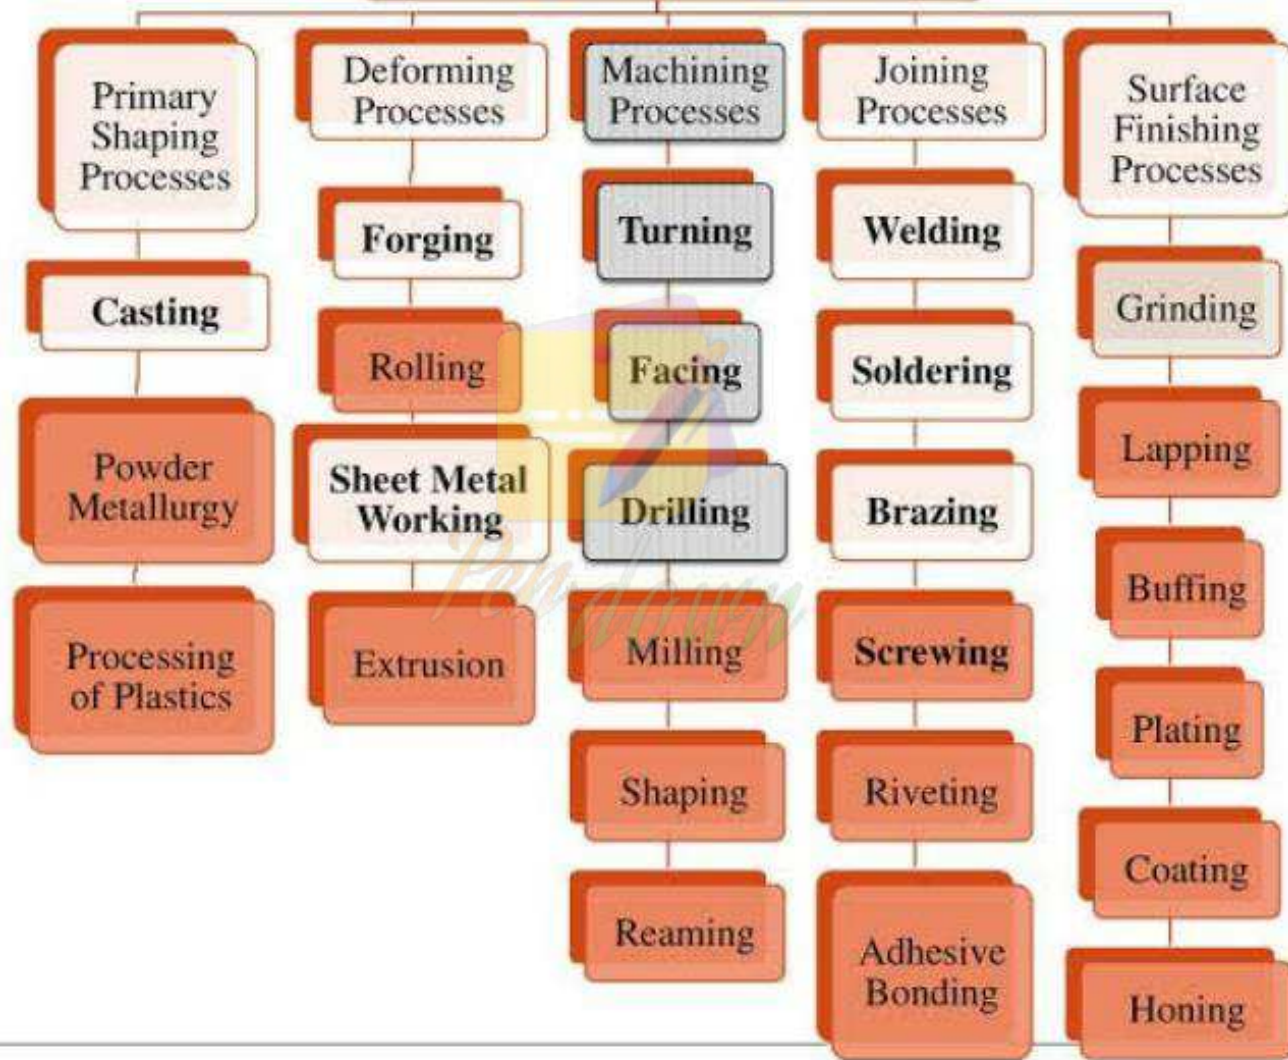 Primary
Shaping
Processes
Casting
Powder
Metallurgy
Processing
of Plastics
Deforming
Processes
Forging
Rolling
Sheet Metal
Working
Extrusion
Machining
Processes
Turning
Facing
Drilling
Milling
Shaping
Reaming
Joining
Processes
Welding
Soldering
Brazing
Screwing
Riveting
Adhesive
Bonding
Surface
Finishing
Processes
Grinding
Lapping
Buffing
Plating
Coating
Honing
Pendown